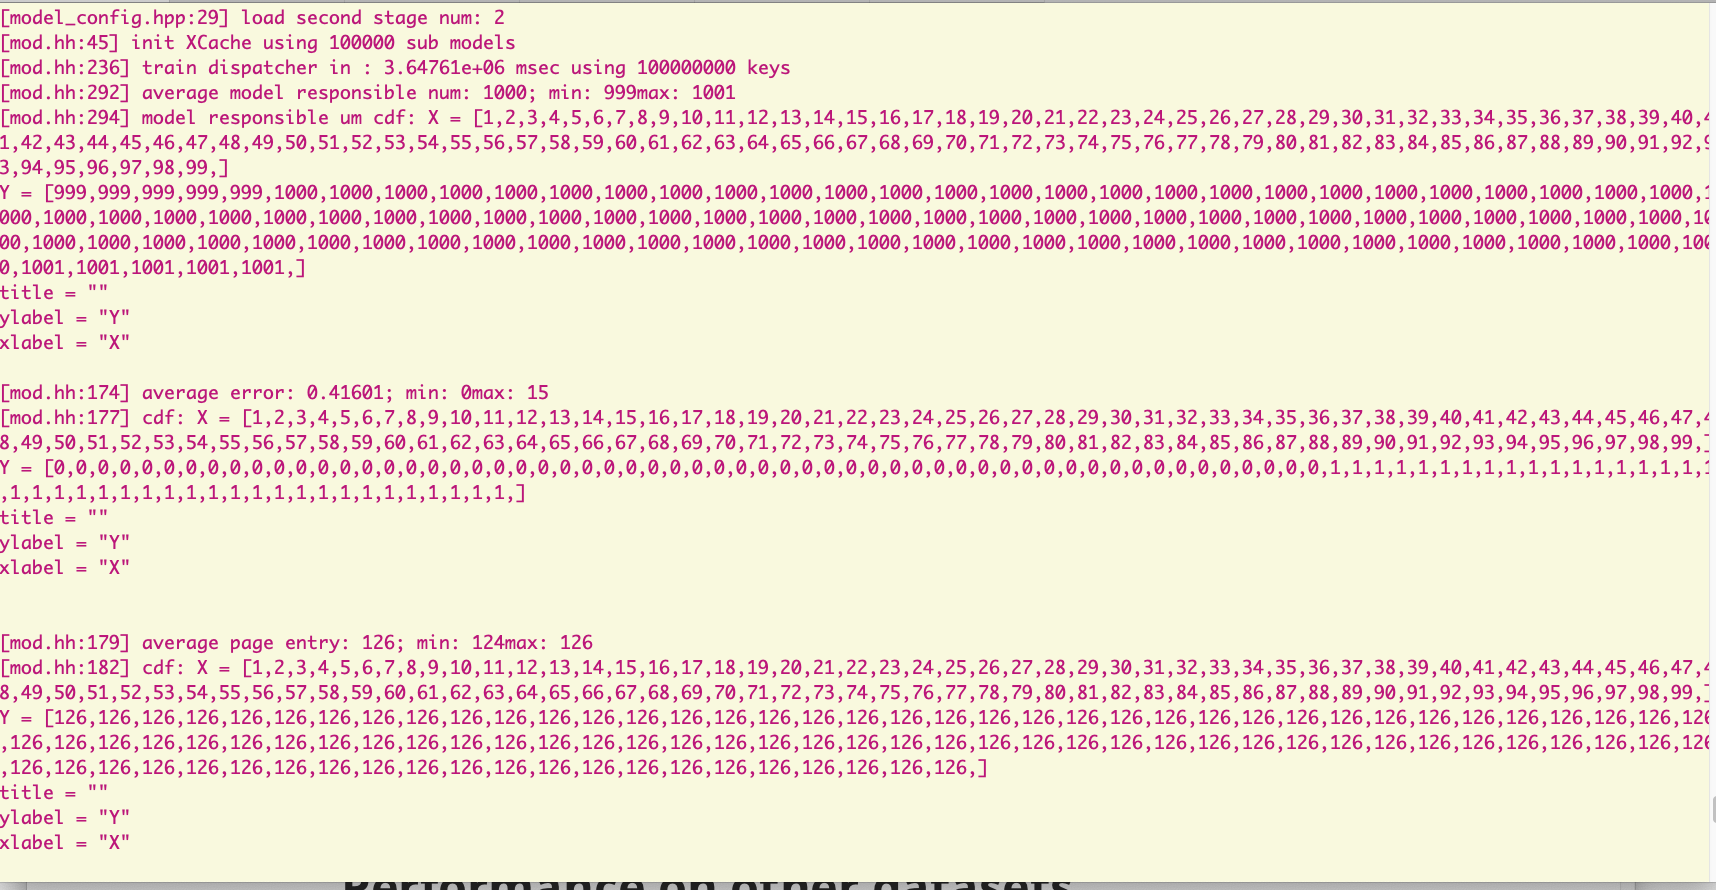 [model_config.hpp:29] load second stage num: 2
[mod.hh:45] init XCache using 100000 sub models
[mod.hh:236] train dispatcher in : 3.64761e+06 msec using 100000000 keys
[mod.hh:292] average model responsible num: 1000; min: 999max: 1001
[mod.hh:294] model responsible um cdf: X = [1,2,3,4,5,6,7,8,9,10,11,12,13,14,15,16,17,18,19,20,21,22,23,24,25,26,27,28,29,30,31,32,33,34,35,36,37,38,39,40,4
1,42,43,44,45,46,47,48,49,50,51,52,53,54,55,56,57,58,59,60,61,62,63,64,65,66,67,68,69,70,71,72,73,74,75,76,77,78,79,80,81,82,83,84,85,86,87,88,89,90,91,92,9
3,94,95,96,97,98,99,]
Y = [999,999,999,999,999,1000,1000,1000,1000,1000,1000,1000,1000,1000,1000,1000,1000,1000,1000,1000,1000,1000,1000,1000,1000,1000,1000,1000,1000,1000,1000,1
000,1000,1000,1000,1000,1000,1000,1000,1000,1000,1000,1000,1000,1000,1000,1000,1000,1000,1000,1000,1000,1000,1000,1000,1000,1000,1000,1000,1000,1000,10
00,1000,1000,1000,1000,1000,1000,1000,1000,1000,1000,1000,1000,1000,1000,1000,1000,1000,1000,1000,1000,1000,1000,1000,1000,1000,1000,1000,1000,1000,1000,100
0,1001,1001,1001,1001,1001,]
title = ""
ylabel = "Y"
xlabel = "X"
[mod.hh:174] average error: 0.41601; min: 0max: 15
[mod.hh:177] cdf: X = [1,2,3,4,5,6,7,8,9,10,11,12,13,14,15,16,17,18,19,20,21,22,23,24,25,26,27,28,29,30,31,32,33,34,35,36,37,38,39,40,41,42,43,44,45,46,47,4
8,49,50,51,52,53,54,55,56,57,58,59,60,61,62,63,64,65,66,67,68,69,70,71,72,73,74,75,76,77,78,79,80,81,82,83,84,85,86,87,88,89,90,91,92,93,94,95,96,97,98,99,]
Y = [0,0,0,0,0,0,0,0,0,0,0,0,0,0,0,0,0,0,0,0,0,0,0,0,0,0,0,0,0,0,0,0,0,0,0,0,0,0,0,0,0,0,0,0,0,0,0,0,0,0,0,0,0,0,0,0,0,0,1,1,1,1,1,1,1,1,1,1,1,1,1,1,1,1,1,1
,1,1,1,1,1,1,1,1,1,1,1,1,1,1,1,1,1,1,1,1,1,1,1,]
title = ""
ylabel = "Y"
xlabel = "X"
[mod.hh:179] average page entry: 126; min: 124max: 126
[mod.hh:182] cdf: X = [1,2,3,4,5,6,7,8,9,10,11,12,13,14,15,16,17,18,19,20,21,22,23,24,25,26,27,28,29,30,31,32,33,34,35,36,37,38,39,40,41,42,43,44,45,46,47,4
8,49,50,51,52,53,54,55,56,57,58,59,60,61,62,63,64,65,66,67,68,69,70,71,72,73,74,75,76,77,78,79,80,81,82,83,84,85,86,87,88,89,90,91,92,93,94,95,96,97,98,99,]
Y = [126,126,126,126,126,126,126,126,126,126,126,126,126,126,126,126,126,126,126,126,126,126,126,126,126,126,126,126,126,126,126,126,126,126,126,126,126,126
,126,126,126,126,126,126,126,126,126,126,126,126,126,126,126,126,126,126,126,126,126,126,126,126,126,126,126,126,126,126,126,126,126,126,126,126,126,126,126
,126,126,126,126,126,126,126,126,126,126,126,126,126,126,126,126,126,126,126,126,126,126,]
title = ""
ylabel = "Y"
xlabel = "X"
Performance on other datasets